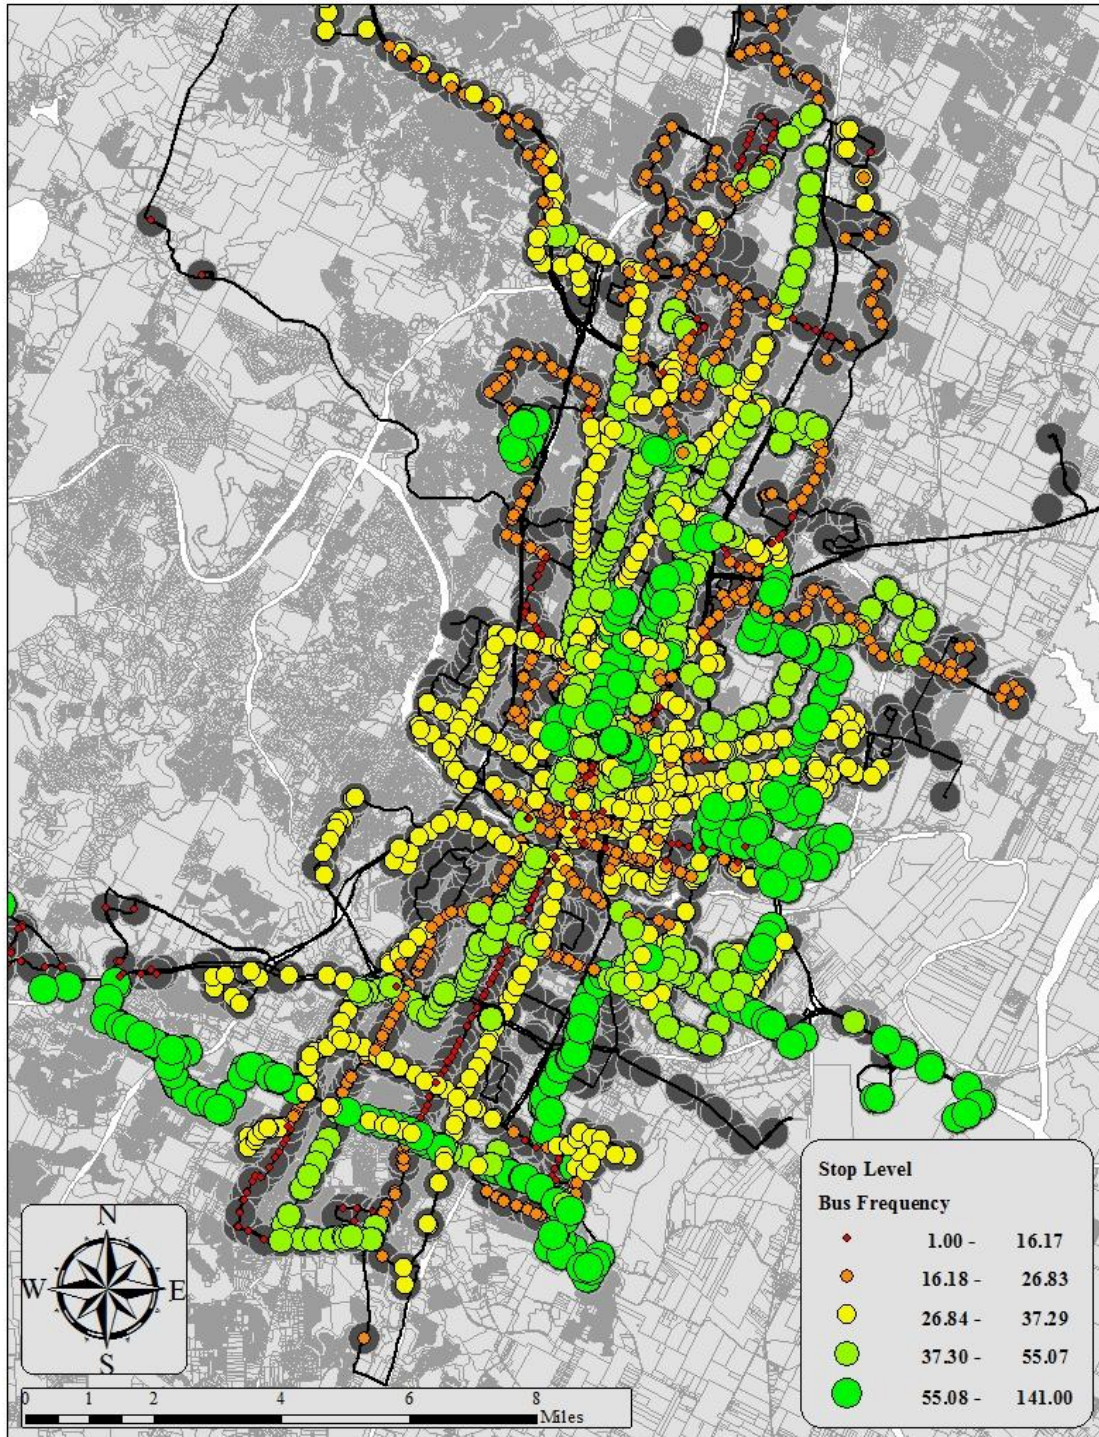 Stop Level
Bus Frequency
1.00 - 16.17
16.18 - 26.83
26.84 - 37.29
37.30 - 55.07
55.08 - 141.00
N
W E
S
0 1 2 4 6 8
Miles